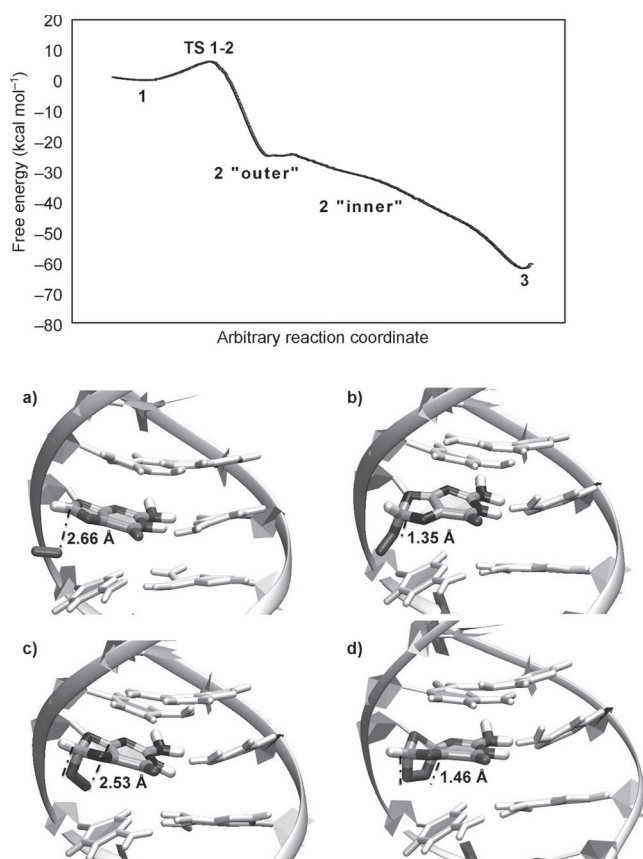 20
10
0
–10
–20
–30
–40
–50
–60
–70
–80
Free energy (kcal mol⁻¹)
TS 1-2
1
2 "outer"
2 "inner"
3
Arbitrary reaction coordinate
a)
2.66 Å
b)
1.35 Å
c)
2.53 Å
d)
1.46 Å